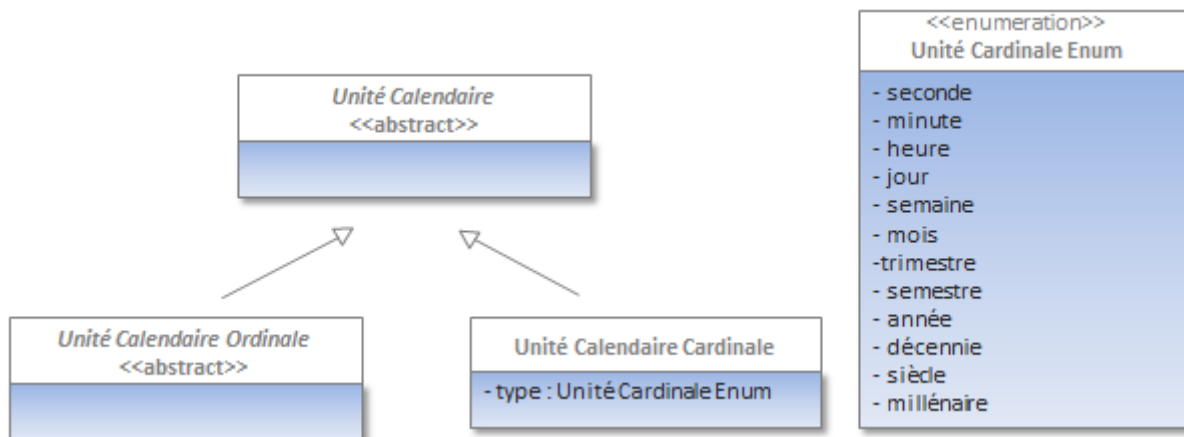 <<enumeration>>
Unité Cardinale Enum
- seconde
- minute
- heure
- jour
- semaine
- mois
-trimestre
- semestre
- année
- décennie
- siècle
- millénaire
Unité Calendaire
<<abstract>>
Unité Calendaire Ordinale
<<abstract>>
Unité Calendaire Cardinale
- type : Unité Cardinale Enum